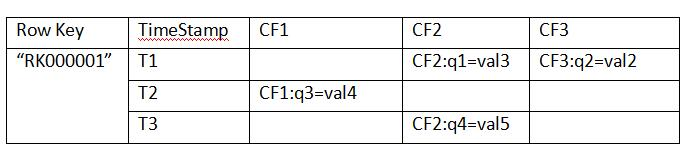 Row Key TimeStamp CF1 CF2 CF3
“RK000001” T1 CF2:q1=val3 CF3:q2=val2
T2 CF1:q3=val4
T3 CF2:q4=val5